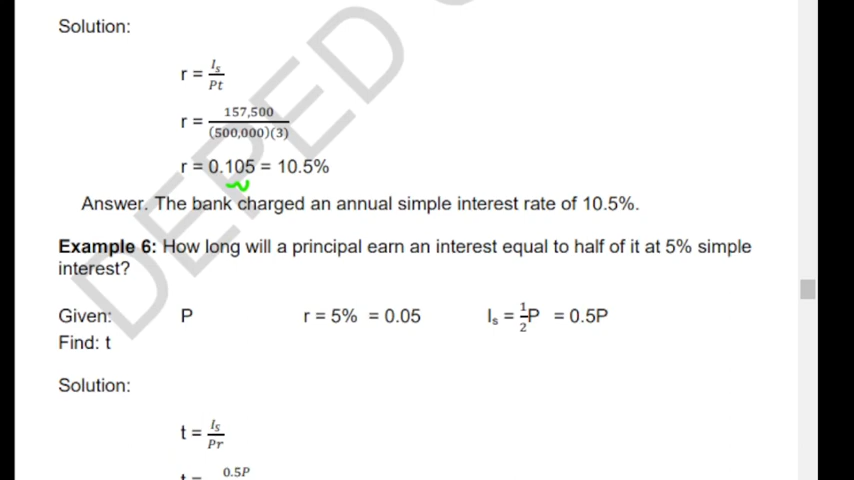 Solution:
r = Is/Pt
r = 157,500/(500,000)(3)
r = 0.105 = 10.5%
Answer. The bank charged an annual simple interest rate of 10.5%.
Example 6: How long will a principal earn an interest equal to half of it at 5% simple
interest?
Given: P r = 5% = 0.05 Is = 1/2P = 0.5P
Find: t
Solution:
t = Is/Pr
t = 0.5P